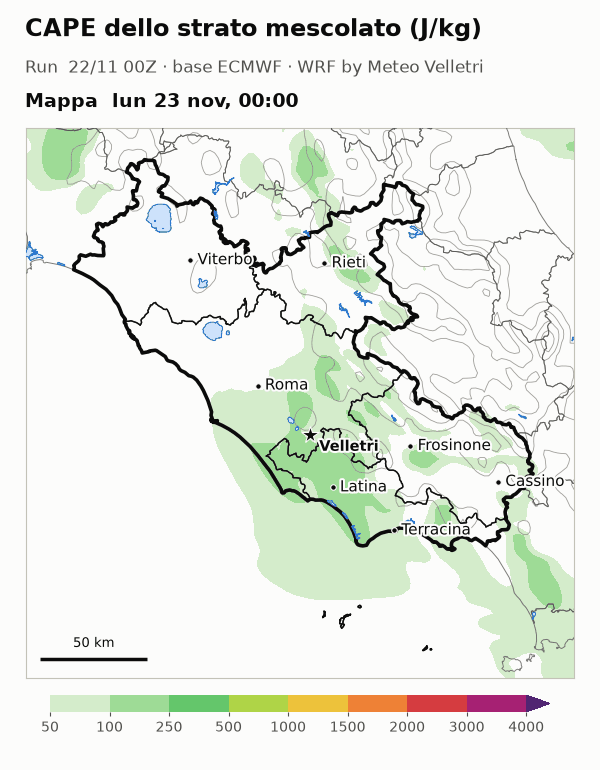 CAPE dello strato mescolato (J/kg)
Run  22/11 00Z · base ECMWF · WRF by Meteo Velletri
Mappa  lun 23 nov, 00:00
Viterbo
Rieti
Roma
Velletri
Frosinone
Latina
Cassino
Terracina
50 km
50 100 250 500 1000 1500 2000 3000 4000